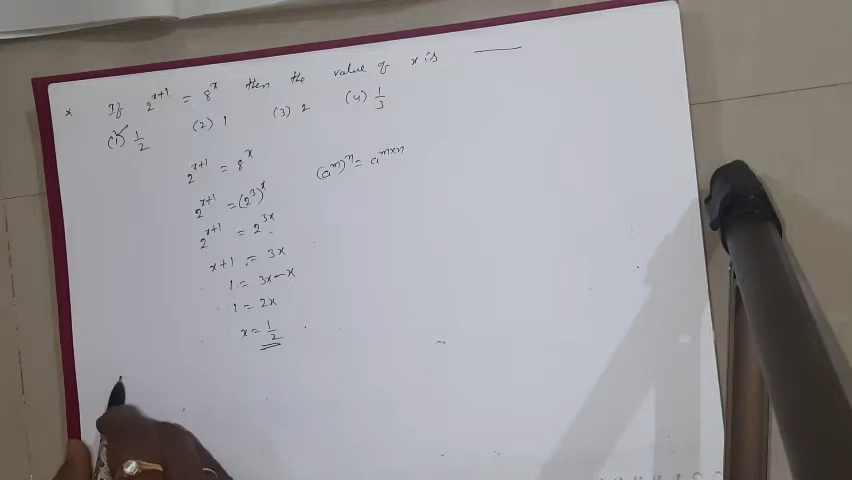 * If 2^{x+1} = 8^x then the value of x is ____
(1) ✓ 1/2 (2) 1 (3) 2 (4) 1/3
2^{x+1} = 8^x
2^{x+1} = (2^3)^x (a^m)^n = a^{m×n}
2^{x+1} = 2^{3x}
x+1 = 3x
1 = 3x-x
1 = 2x
x = 1/2